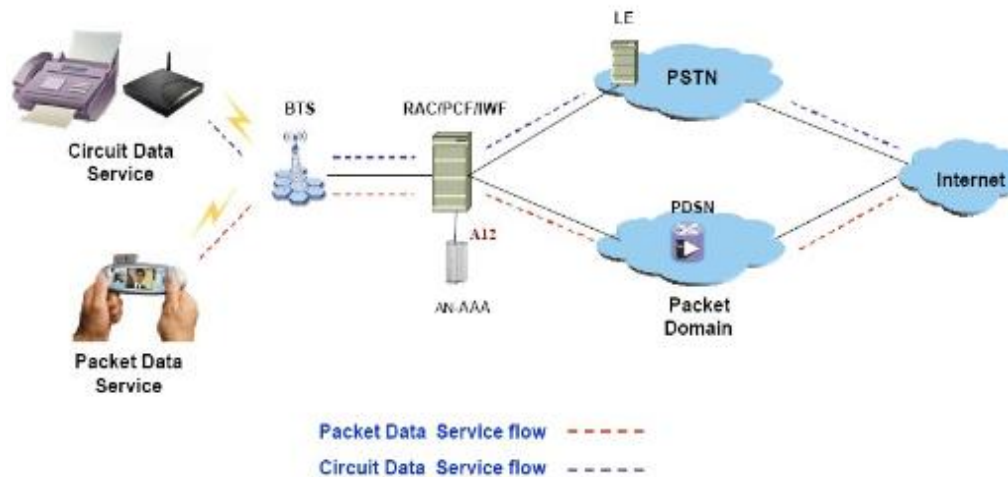 LE
PSTN
BTS
RAC/PCF/IWF
Circuit Data
Service
Internet
PDSN
A12
AN-AAA
Packet
Domain
Packet Data
Service
Packet Data Service flow
Circuit Data Service flow